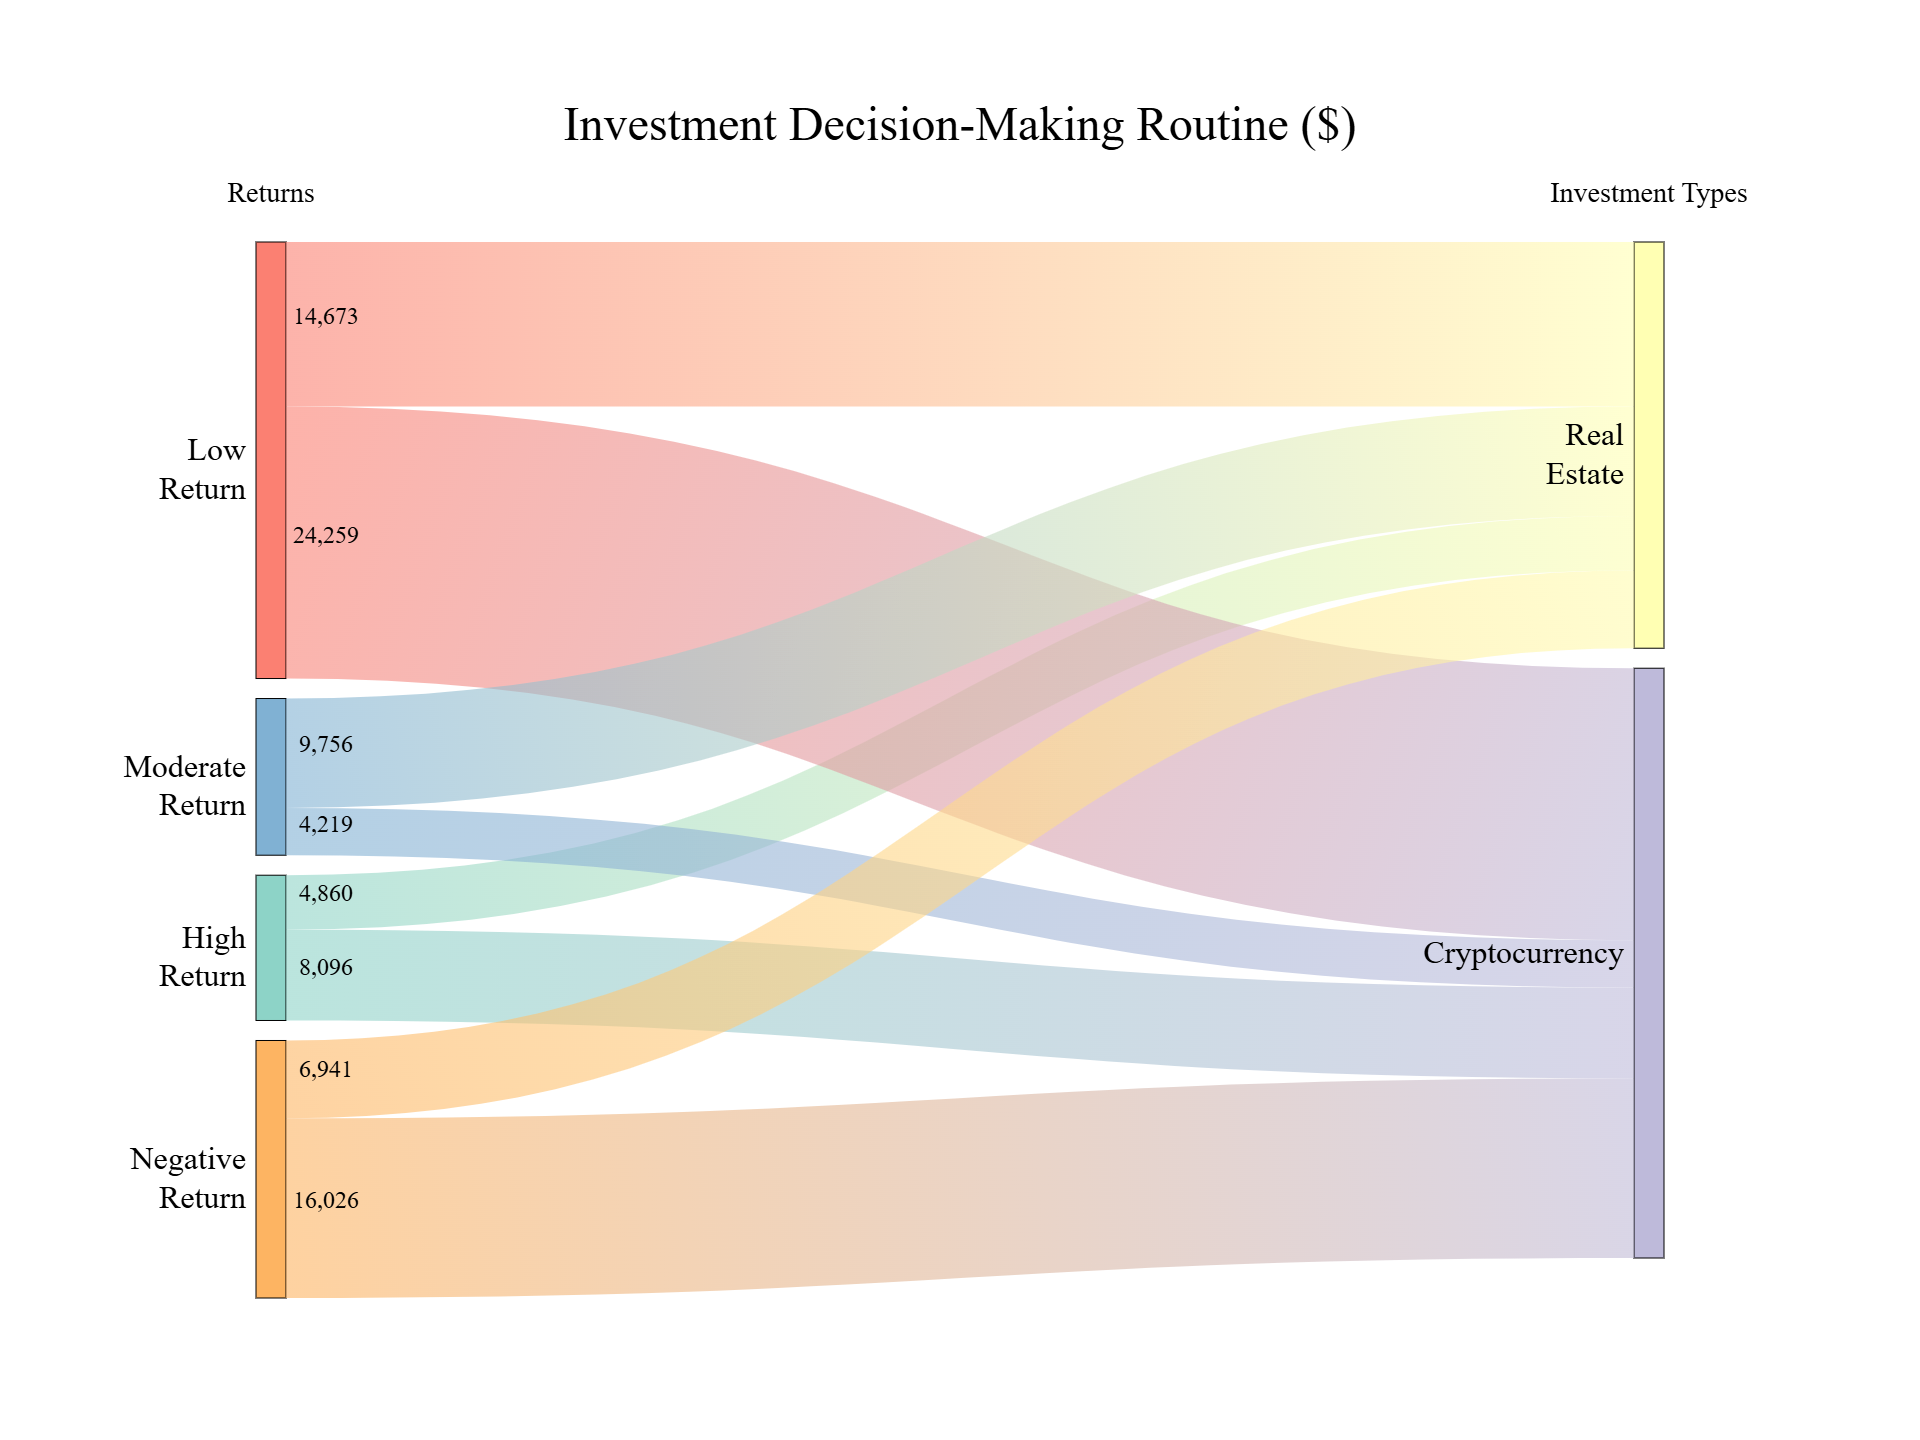 Investment Decision-Making Routine ($)
Returns
Investment Types
14,673
Low
Return
24,259
Real
Estate
9,756
Moderate
Return
4,219
4,860
High
Return
8,096
Cryptocurrency
6,941
Negative
Return
16,026